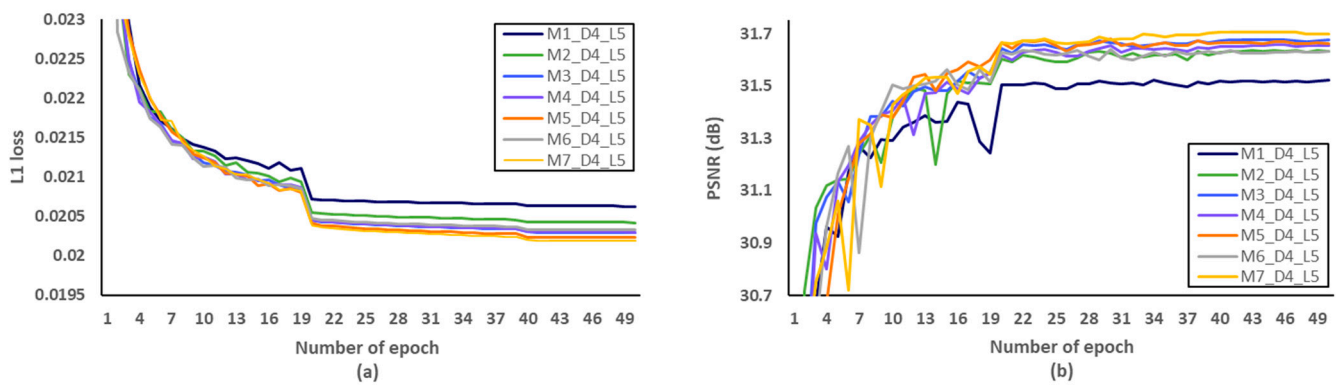 0.023
0.0225
0.022
0.0215
0.021
0.0205
0.02
0.0195
L1 loss
M1_D4_L5
M2_D4_L5
M3_D4_L5
M4_D4_L5
M5_D4_L5
M6_D4_L5
M7_D4_L5
1 4 7 10 13 16 19 22 25 28 31 34 37 40 43 46 49
Number of epoch
(a)
31.7
31.5
31.3
31.1
30.9
30.7
PSNR (dB)
M1_D4_L5
M2_D4_L5
M3_D4_L5
M4_D4_L5
M5_D4_L5
M6_D4_L5
M7_D4_L5
1 4 7 10 13 16 19 22 25 28 31 34 37 40 43 46 49
Number of epoch
(b)